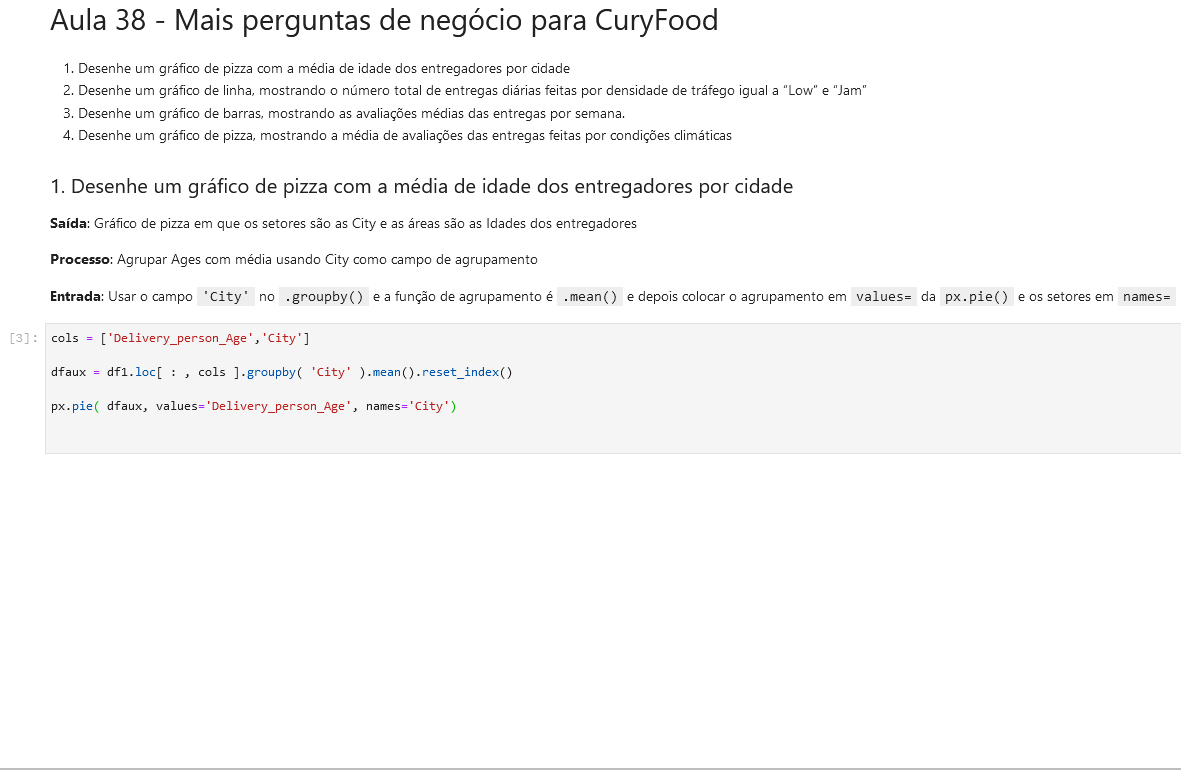 Aula 38 - Mais perguntas de negócio para CuryFood
1. Desenhe um gráfico de pizza com a média de idade dos entregadores por cidade
2. Desenhe um gráfico de linha, mostrando o número total de entregas diárias feitas por densidade de tráfego igual a “Low” e “Jam”
3. Desenhe um gráfico de barras, mostrando as avaliações médias das entregas por semana.
4. Desenhe um gráfico de pizza, mostrando a média de avaliações das entregas feitas por condições climáticas
1. Desenhe um gráfico de pizza com a média de idade dos entregadores por cidade
Saída: Gráfico de pizza em que os setores são as City e as áreas são as Idades dos entregadores
Processo: Agrupar Ages com média usando City como campo de agrupamento
Entrada: Usar o campo 'City' no .groupby() e a função de agrupamento é .mean() e depois colocar o agrupamento em values= da px.pie() e os setores em names=
[3]: cols = ['Delivery_person_Age','City']
dfaux = df1.loc[ : , cols ].groupby( 'City' ).mean().reset_index()
px.pie( dfaux, values='Delivery_person_Age', names='City')